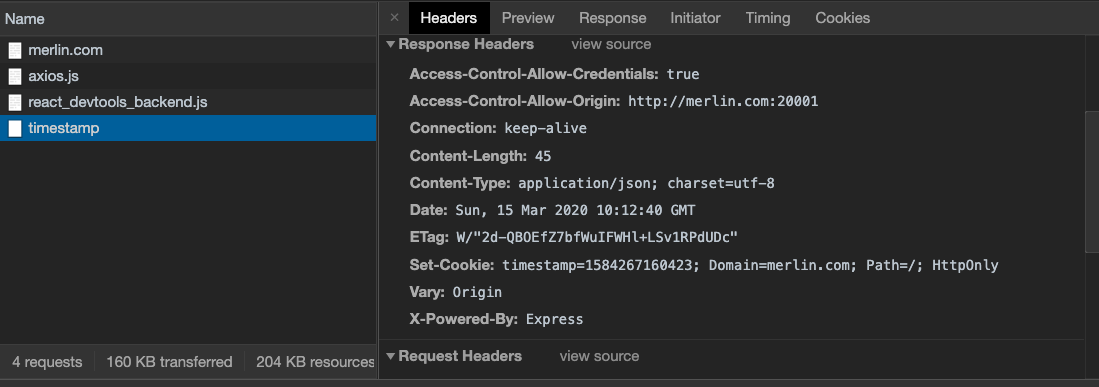 Name
merlin.com
axios.js
react_devtools_backend.js
timestamp
4 requests 160 KB transferred 204 KB resources
× Headers Preview Response Initiator Timing Cookies
▼Response Headers view source
Access-Control-Allow-Credentials: true
Access-Control-Allow-Origin: http://merlin.com:20001
Connection: keep-alive
Content-Length: 45
Content-Type: application/json; charset=utf-8
Date: Sun, 15 Mar 2020 10:12:40 GMT
ETag: W/"2d-QBOEfZ7bfWuIFWHl+LSv1RPdUDc"
Set-Cookie: timestamp=1584267160423; Domain=merlin.com; Path=/; HttpOnly
Vary: Origin
X-Powered-By: Express
▼Request Headers view source